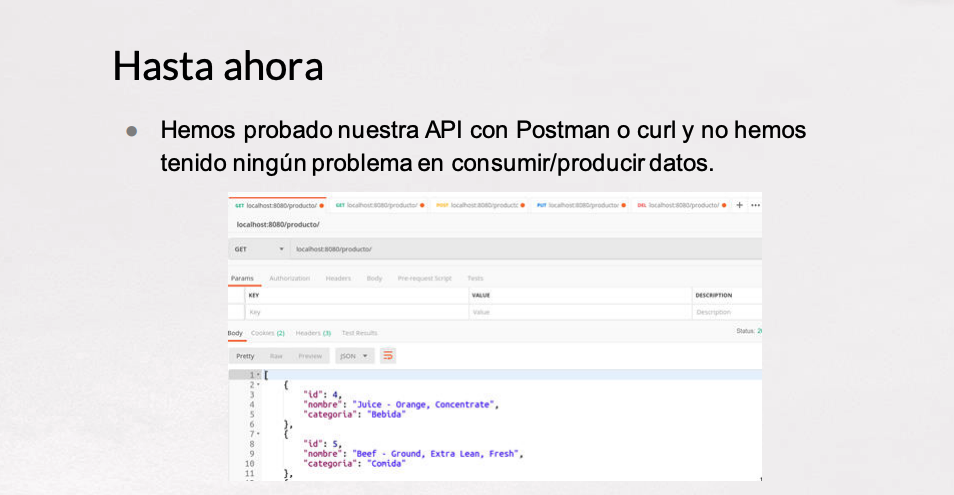 Hasta ahora
● Hemos probado nuestra API con Postman o curl y no hemos
tenido ningún problema en consumir/producir datos.
GET localhost:8080/producto/ GET localhost:8080/producto/ POST localhost:8080/producto PUT localhost:8080/producto/ DEL localhost:8080/producto/ + •••
localhost:8080/producto/
GET localhost:8080/producto/
Params Authorization Headers Body Pre-request Script Tests
KEY VALUE DESCRIPTION
Key Value Description
Body Cookies (2) Headers (3) Test Results Status: 2
Pretty Raw Preview JSON
1 [
2 {
3 "id": 4,
4 "nombre": "Juice - Orange, Concentrate",
5 "categoria": "Bebida"
6 },
7 {
8 "id": 5,
9 "nombre": "Beef - Ground, Extra Lean, Fresh",
10 "categoria": "Comida"
11 },